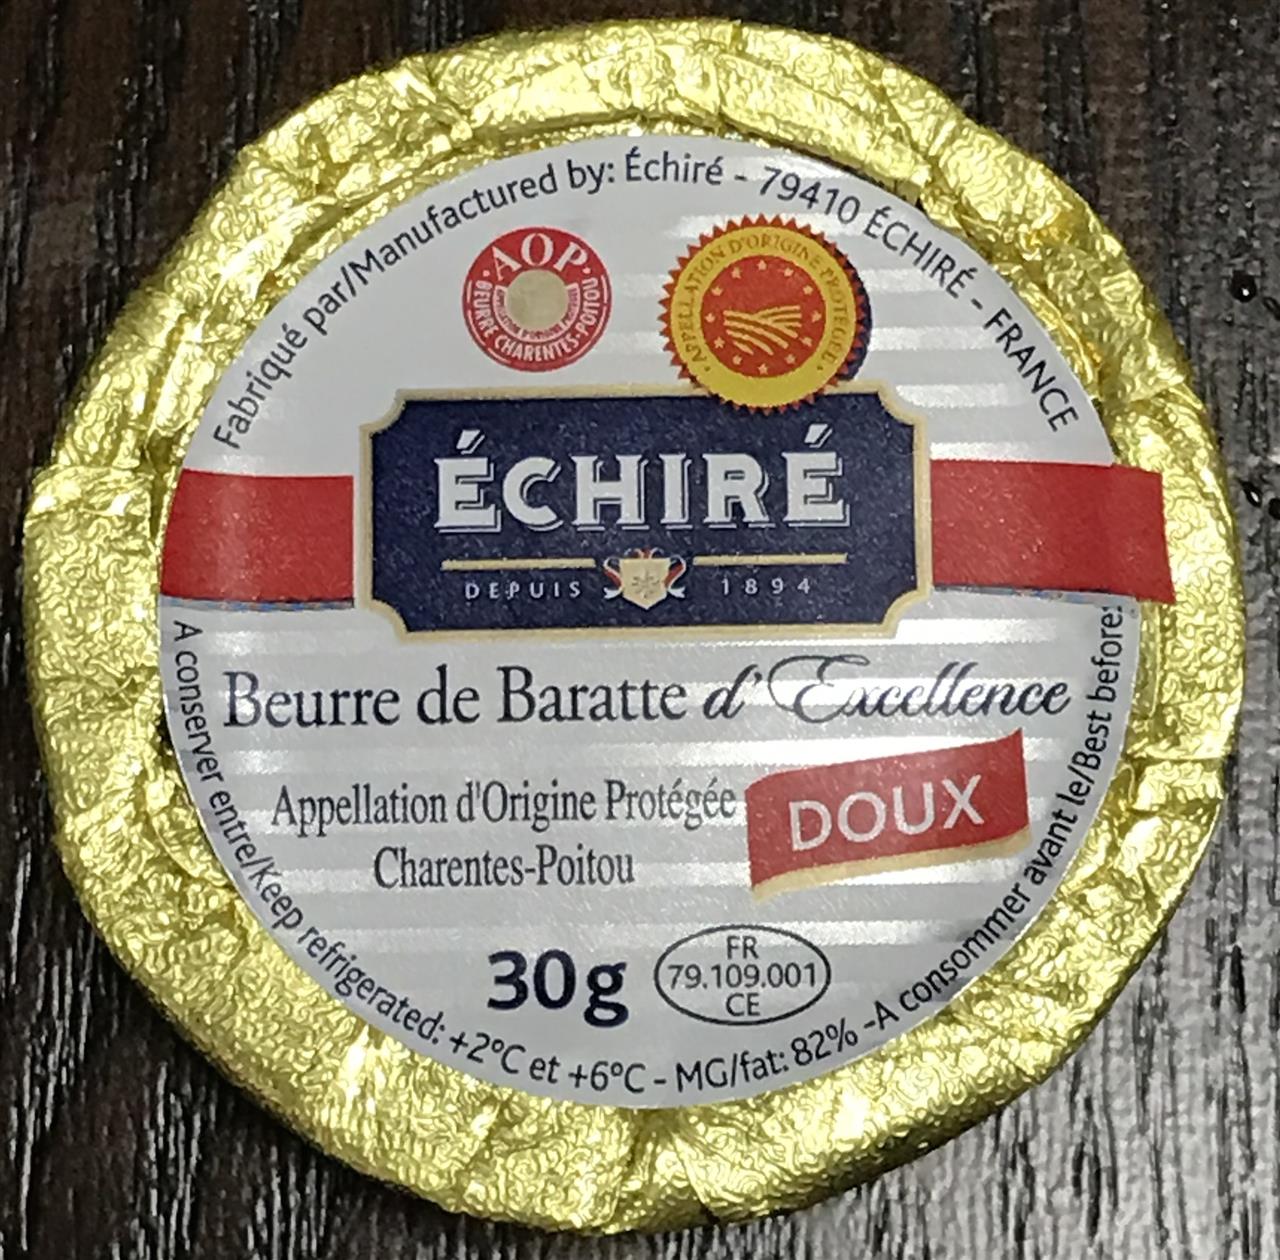 Fabriqué par/Manufactured by: Échiré - 79410 ÉCHIRÉ - FRANCE
AOP
BEURRE CHARENTES-POITOU
APPELLATION D'ORIGINE PROTÉGÉE
ÉCHIRÉ
DEPUIS 1894
Beurre de Baratte d'Excellence
Appellation d'Origine Protégée
Charentes-Poitou
DOUX
30g
FR
79.109.001
CE
A conserver entre/Keep refrigerated: +2°C et +6°C - MG/fat: 82% -A consommer avant le/Best before: